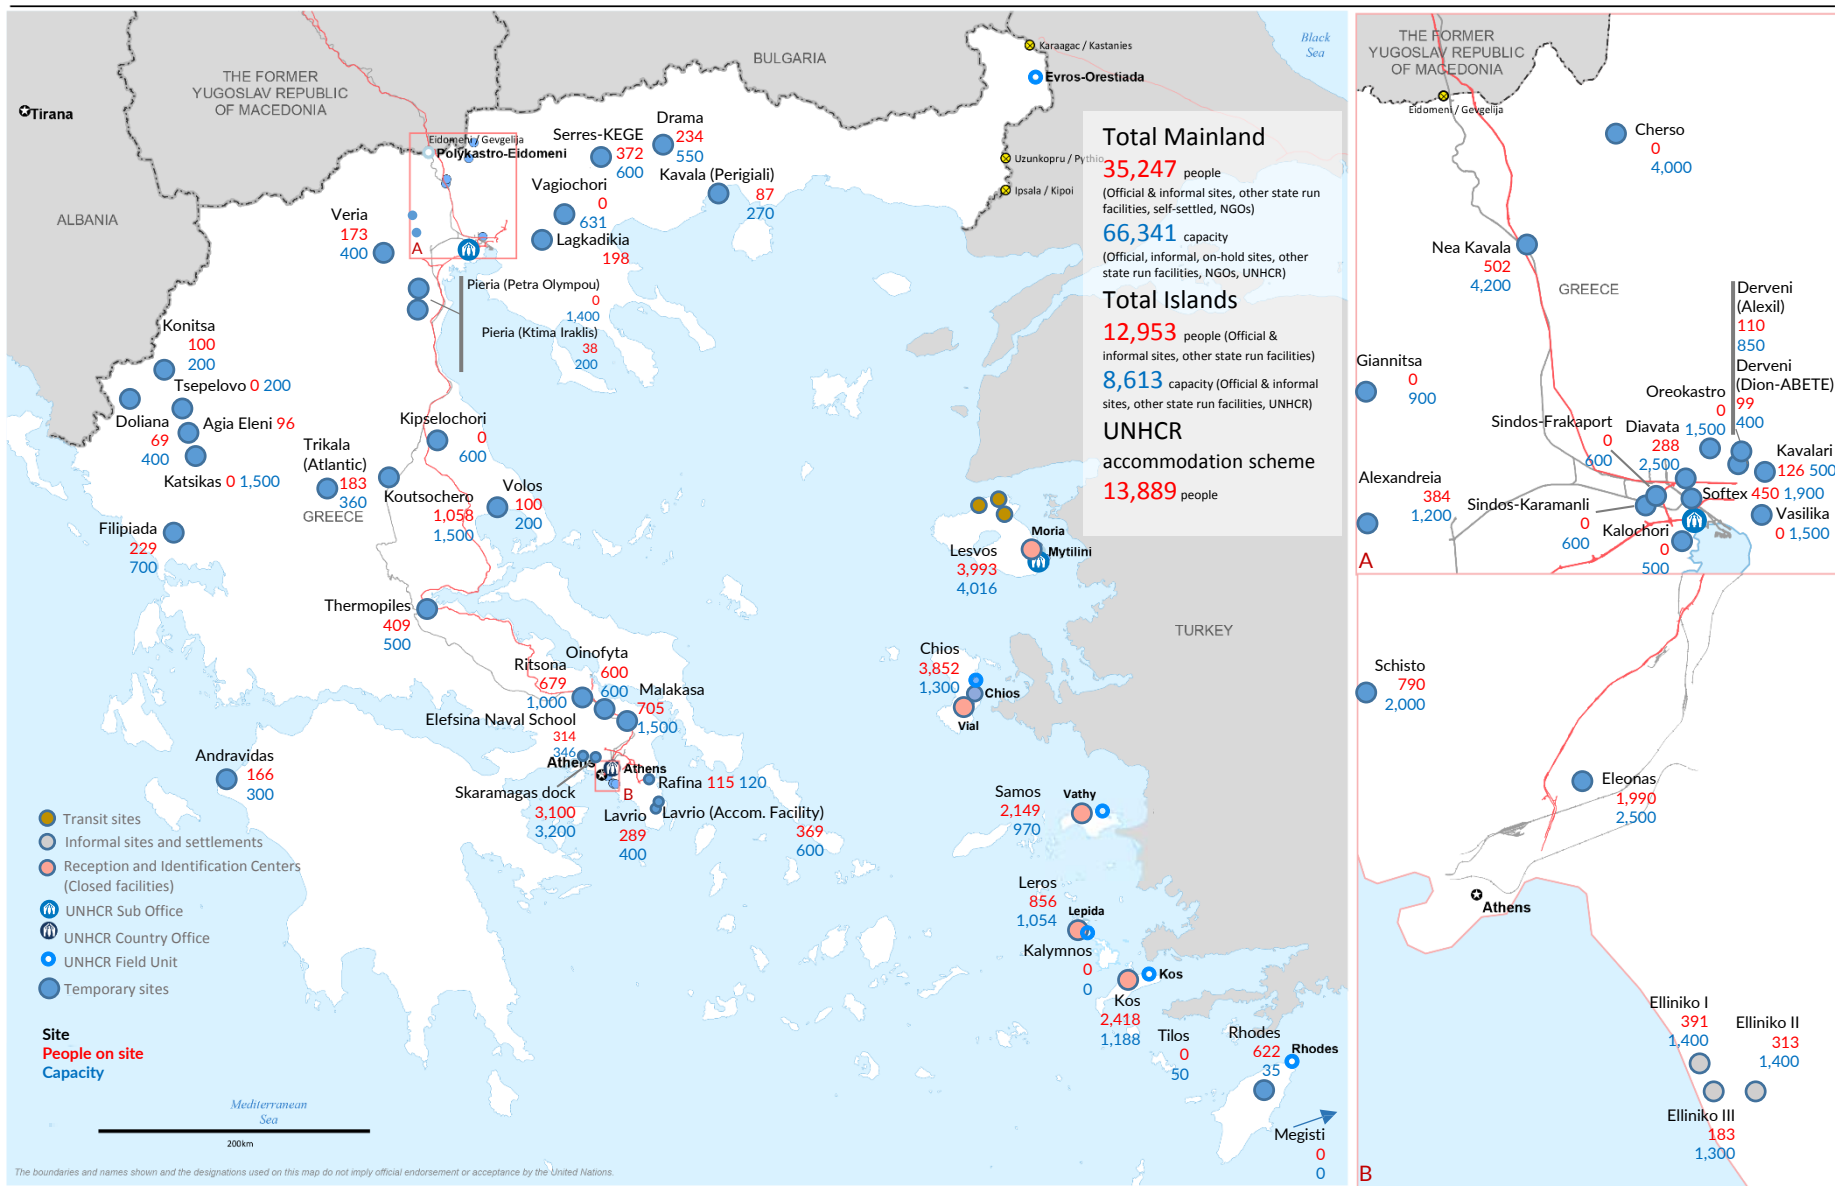 THE FORMER
YUGOSLAV REPUBLIC
OF MACEDONIA
BULGARIA
Black
Sea
Karaagac / Kastanies
Evros-Orestiada
Tirana
ALBANIA
Eidomeni / Gevgelija
Polykastro-Eidomeni
Serres-KEGE
372
600
Drama
234
550
Uzunkopru / Pythio
Ipsala / Kipoi
Vagiochori
0
631
Kavala (Perigiali)
87
270
Veria
173
400
A
Lagkadikia
198
Pieria (Petra Olympou)
0
1,400
Pieria (Ktima Iraklis)
38
200
Konitsa
100
200
Tsepelovo 0 200
Doliana
69
400
Agia Eleni 96
Katsikas 0 1,500
Kipselochori
0
600
Trikala
(Atlantic)
183
360
GREECE
Koutsochero
1,058
1,500
Volos
100
200
Filipiada
229
700
Thermopiles
409
500
Ritsona
679
1,000
Oinofyta
600
600
Malakasa
705
1,500
Elefsina Naval School
314
346
Athens
Athens
B
Skaramagas dock
3,100
3,200
Rafina 115 120
Lavrio
289
400
Lavrio (Accom. Facility)
369
600
Andravidas
166
300
Total Mainland
35,247 people
(Official & informal sites, other state run
facilities, self-settled, NGOs)
66,341 capacity
(Official, informal, on-hold sites, other
state run facilities, NGOs, UNHCR)
Total Islands
12,953 people (Official &
informal sites, other state run facilities)
8,613 capacity (Official & informal
sites, other state run facilities, UNHCR)
UNHCR
accommodation scheme
13,889 people
Moria
Mytilini
Lesvos
3,993
4,016
TURKEY
Chios
3,852
1,300
Chios
Vial
Samos
2,149
970
Vathy
Leros
856
1,054
Lepida
Kalymnos
0
0
Kos
Kos
2,418
1,188
Tilos
0
50
Rhodes
622
35
Rhodes
Megisti
0
0
Transit sites
Informal sites and settlements
Reception and Identification Centers
(Closed facilities)
UNHCR Sub Office
UNHCR Country Office
UNHCR Field Unit
Temporary sites
Site
People on site
Capacity
Mediterranean
Sea
200km
The boundaries and names shown and the designations used on this map do not imply official endorsement or acceptance by the United Nations.
THE FORMER
YUGOSLAV REPUBLIC
OF MACEDONIA
Eidomeni / Gevgelija
Cherso
0
4,000
Nea Kavala
502
4,200
GREECE
Derveni
(Alexil)
110
850
Derveni
(Dion-ABETE)
99
400
Giannitsa
0
900
Oreokastro
0
1,500
Sindos-Frakaport
0
600
Diavata
288
2,500
Kavalari
126 500
Alexandreia
384
1,200
Softex 450 1,900
Sindos-Karamanli
0
600
Vasilika
0 1,500
Kalochori
0
500
A
Schisto
790
2,000
Eleonas
1,990
2,500
Athens
Elliniko I
391
1,400
Elliniko II
313
1,400
Elliniko III
183
1,300
B